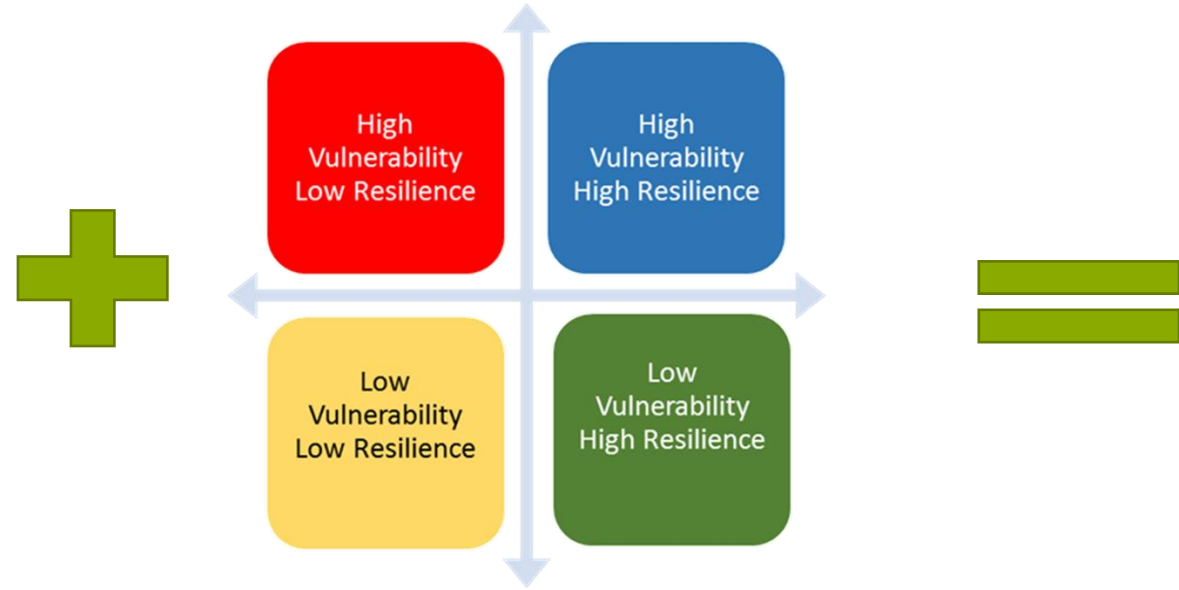 High
Vulnerability
Low Resilience
High
Vulnerability
High Resilience
Low
Vulnerability
Low Resilience
Low
Vulnerability
High Resilience